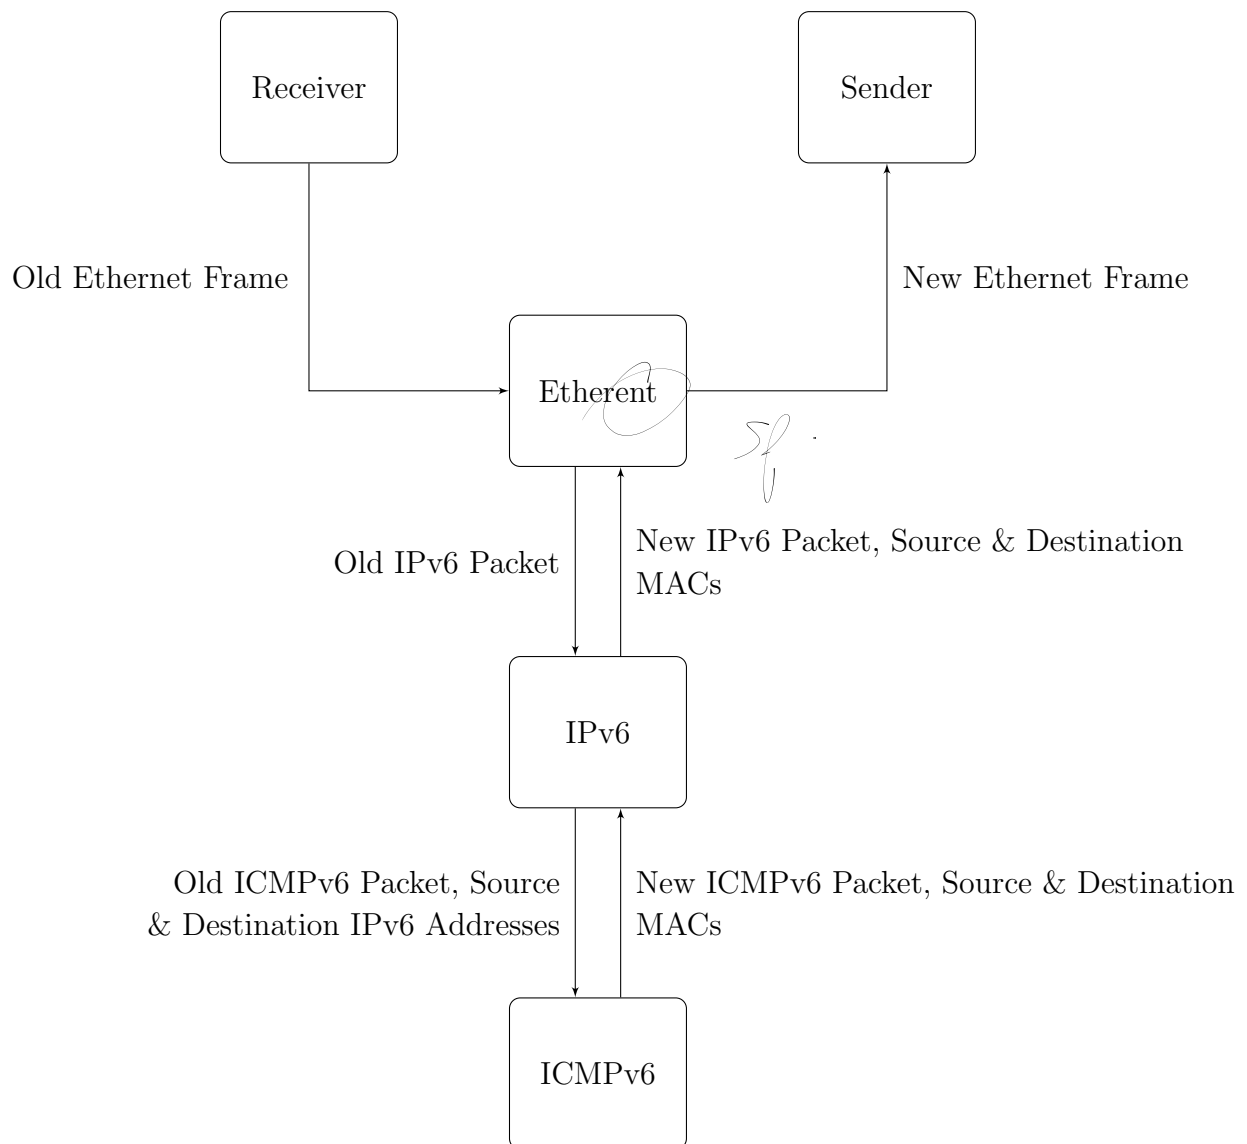 Receiver
Sender
Old Ethernet Frame
New Ethernet Frame
Etherent
Sp.
Old IPv6 Packet
New IPv6 Packet, Source & Destination
MACs
IPv6
Old ICMPv6 Packet, Source
& Destination IPv6 Addresses
New ICMPv6 Packet, Source & Destination
MACs
ICMPv6